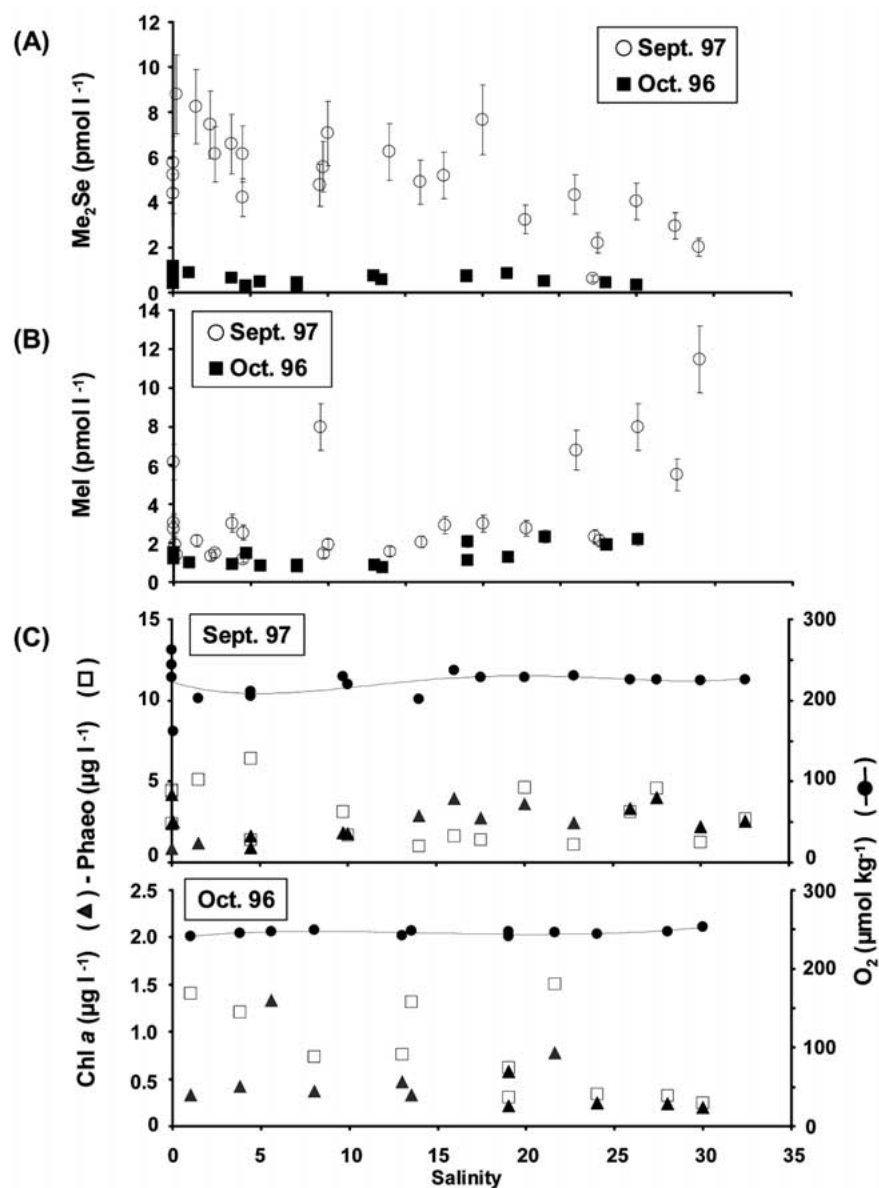 (A)
Me2Se (pmol l-1)
12
10
8
6
4
2
0
○ Sept. 97
■ Oct. 96
(B)
MeI (pmol l-1)
14
12
10
8
6
4
2
0
○ Sept. 97
■ Oct. 96
(C)
Chl a (µg l-1) (▲) - Phaeo (µg l-1) (□)
15
10
5
0
Sept. 97
300
200
100
0
2.5
2.0
1.5
1.0
0.5
0
Oct. 96
300
200
100
0
O2 (µmol kg-1) (–●–)
0 5 10 15 20 25 30 35
Salinity